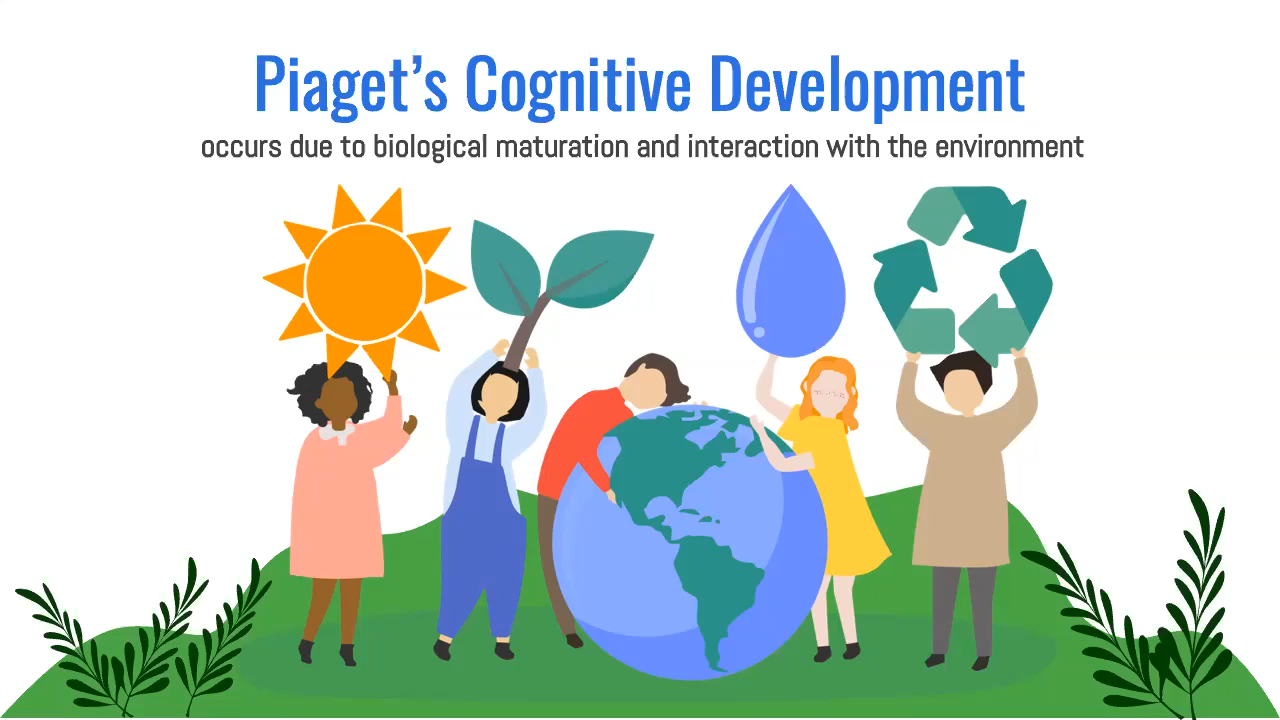 Piaget’s Cognitive Development
occurs due to biological maturation and interaction with the environment